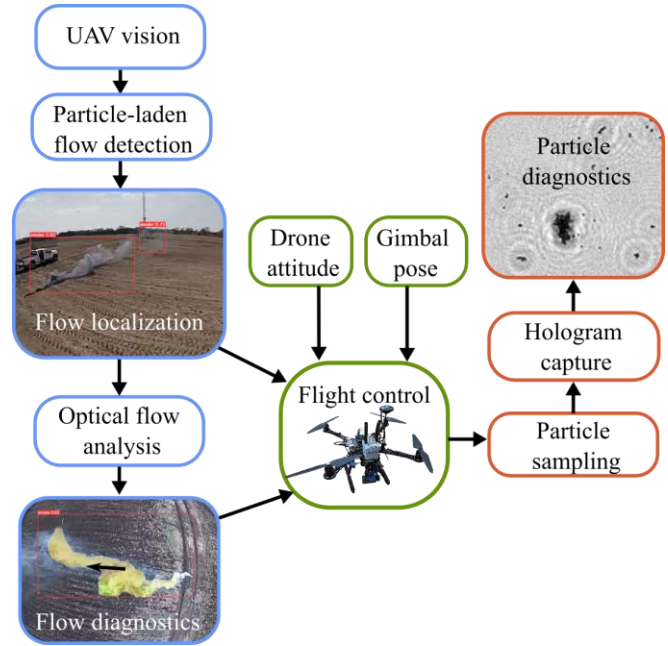 UAV vision
Particle-laden
flow detection
Flow localization
Optical flow
analysis
Flow diagnostics
Drone
attitude
Gimbal
pose
Flight control
Particle
diagnostics
Hologram
capture
Particle
sampling